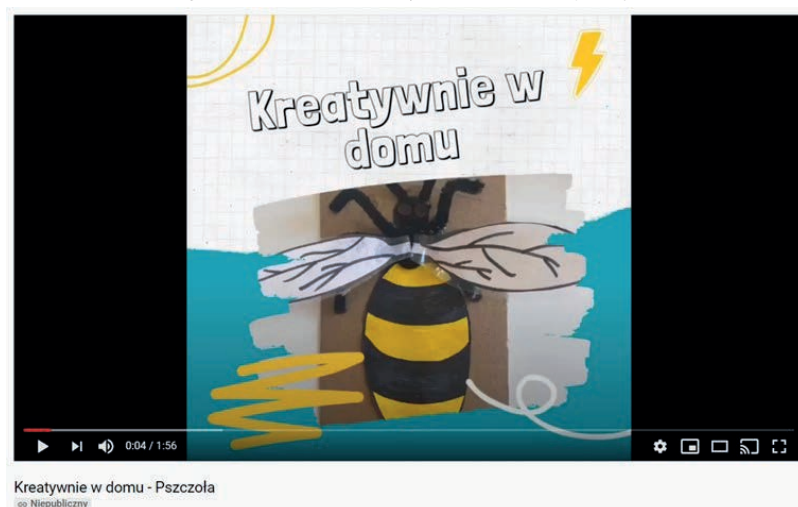 Kreatywnie w
domu
0:04 / 1:56
Kreatywnie w domu - Pszczoła
Niepubliczny